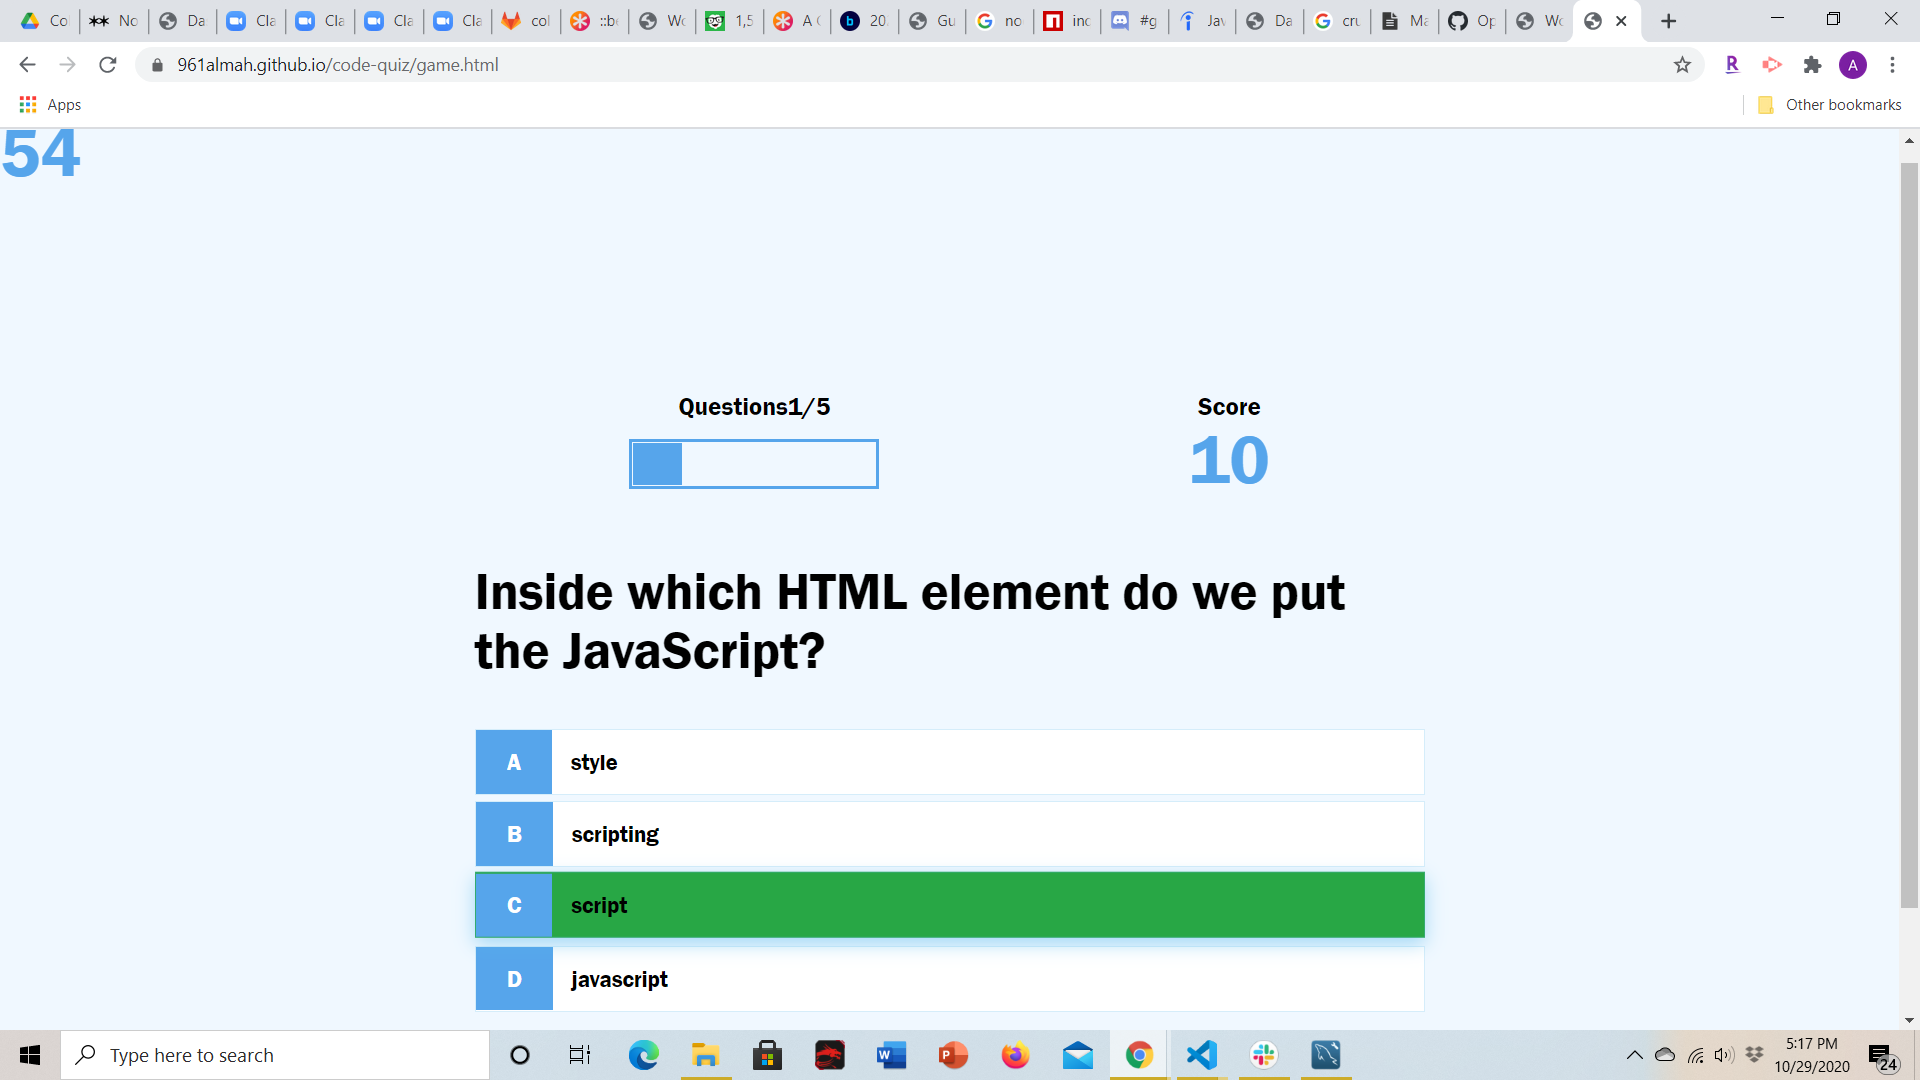 Co
No
Da
Cla
Cla
Cla
Cla
col
::be
Wo
1,5
A C
b
20
Gu
no
inc
#g
Jav
Da
cru
Ma
Op
Wo
961almah.github.io/code-quiz/game.html
R
A
Apps
Other bookmarks
54
Questions1/5
Score
10
Inside which HTML element do we put
the JavaScript?
A style
B scripting
C script
D javascript
Type here to search
5:17 PM
10/29/2020
24